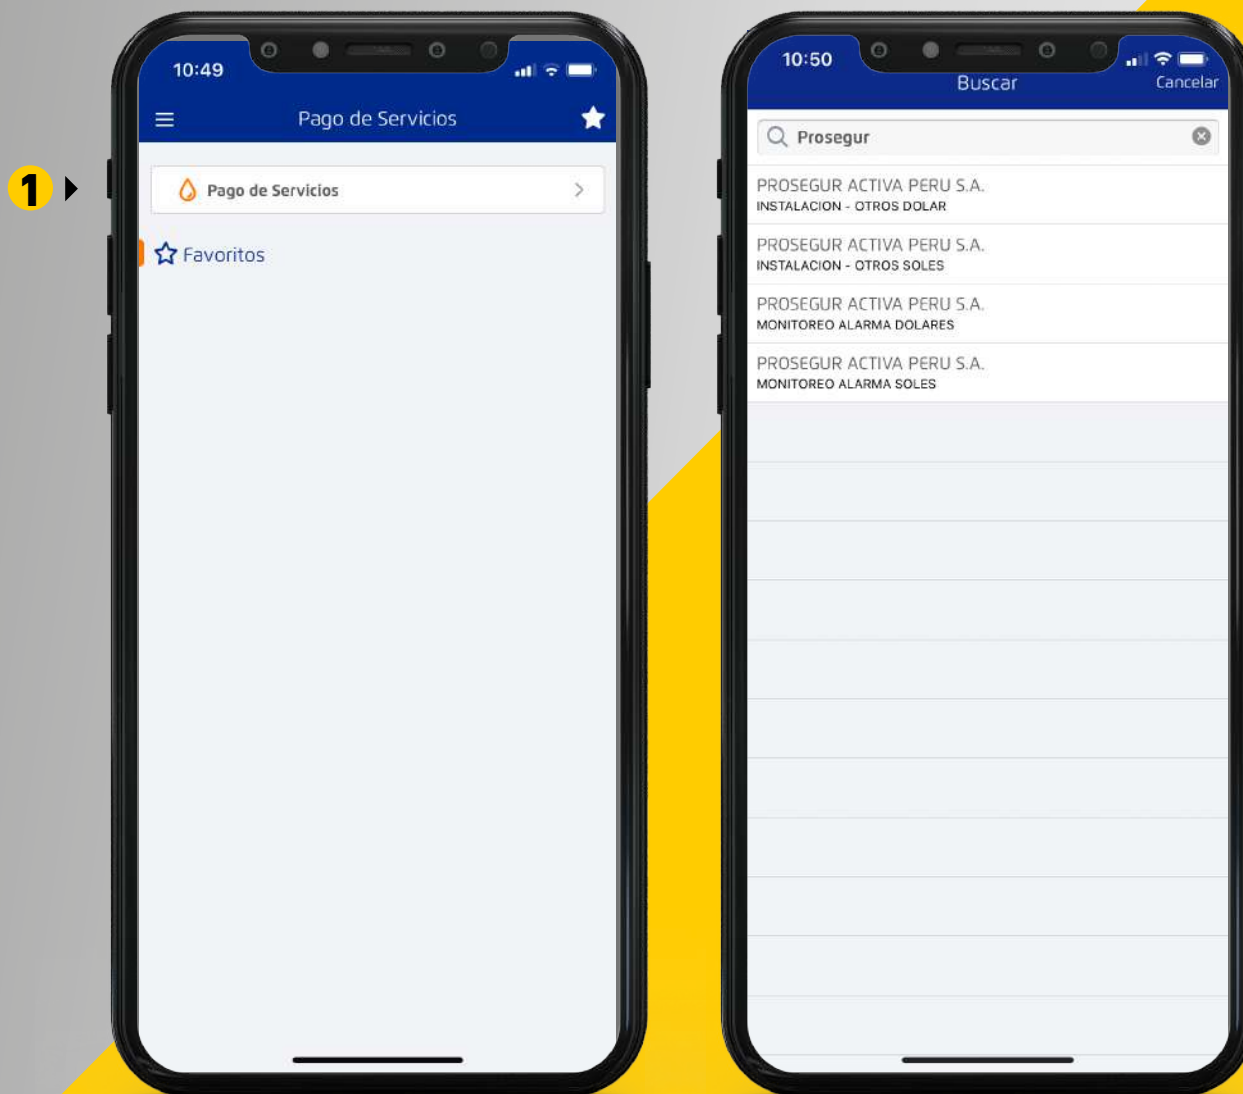 1
10:49
Pago de Servicios
Pago de Servicios
Favoritos
10:50
Buscar
Cancelar
Prosegur
PROSEGUR ACTIVA PERU S.A.
INSTALACION - OTROS DOLAR
PROSEGUR ACTIVA PERU S.A.
INSTALACION - OTROS SOLES
PROSEGUR ACTIVA PERU S.A.
MONITOREO ALARMA DOLARES
PROSEGUR ACTIVA PERU S.A.
MONITOREO ALARMA SOLES